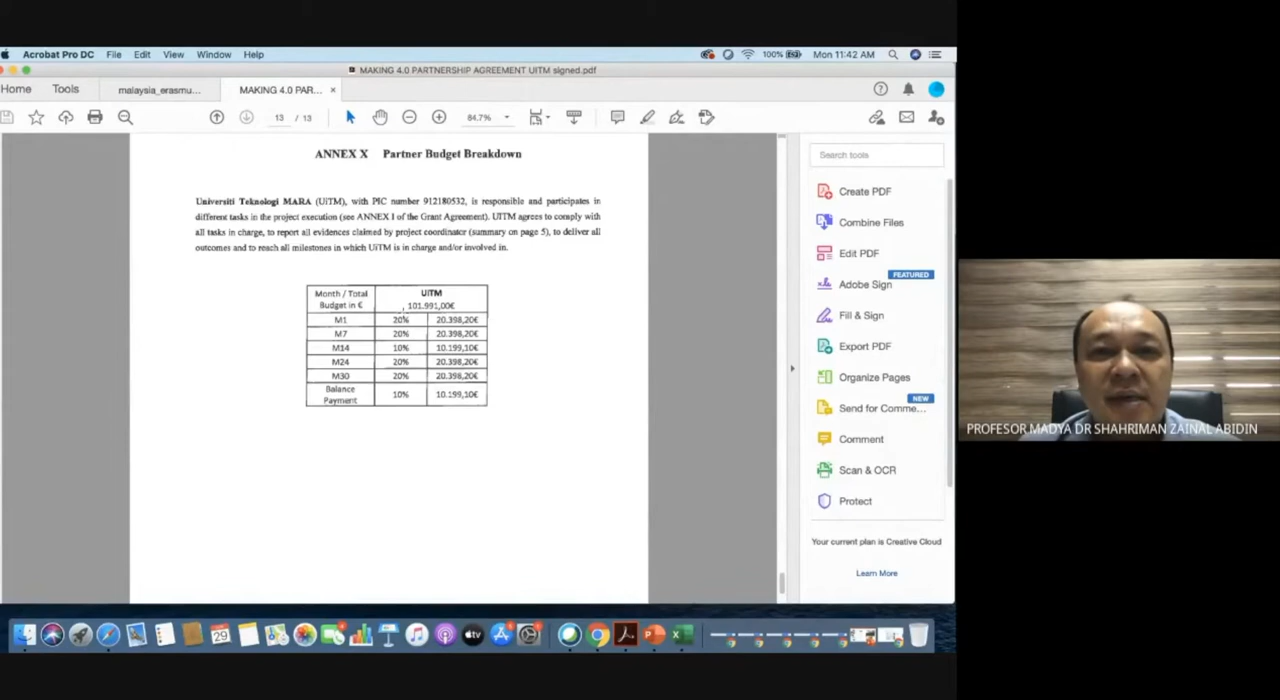 Acrobat Pro DC File Edit View Window Help
100% Mon 11:42 AM
MAKING 4.0 PARTNERSHIP AGREEMENT UITM signed.pdf
Home Tools malaysia_erasmu... MAKING 4.0 PAR... ×
13 / 13 84.7%
ANNEX X Partner Budget Breakdown
Universiti Teknologi MARA (UiTM), with PIC number 912180532, is responsible and participates in
different tasks in the project execution (see ANNEX I of the Grant Agreement). UITM agrees to comply with
all tasks in charge, to report all evidences claimed by project coordinator (summary on page 5), to deliver all
outcomes and to reach all milestones in which UiTM is in charge and/or involved in.
Month / Total
Budget in €
UiTM
101.991,00€
M1 20% 20.398,20€
M7 20% 20.398,20€
M14 10% 10.199,10€
M24 20% 20.398,20€
M30 20% 20.398,20€
Balance
Payment
10% 10.199,10€
Search tools
Create PDF
Combine Files
Edit PDF
FEATURED
Adobe Sign
Fill & Sign
Export PDF
Organize Pages
NEW
Send for Comme...
Comment
Scan & OCR
Protect
Your current plan is Creative Cloud
Learn More
PROFESOR MADYA DR SHAHRIMAN ZAINAL ABIDIN
29
tv